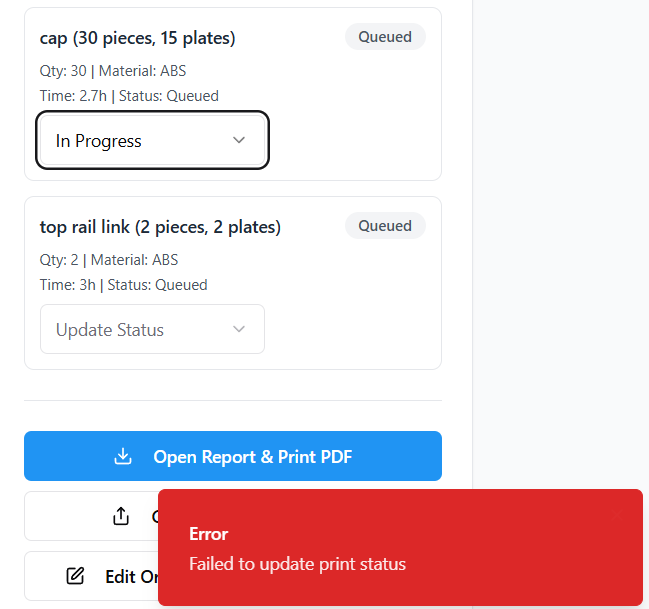 cap (30 pieces, 15 plates)
Queued
Qty: 30 | Material: ABS
Time: 2.7h | Status: Queued
In Progress
top rail link (2 pieces, 2 plates)
Queued
Qty: 2 | Material: ABS
Time: 3h | Status: Queued
Update Status
Open Report & Print PDF
Edit Or
Error
Failed to update print status